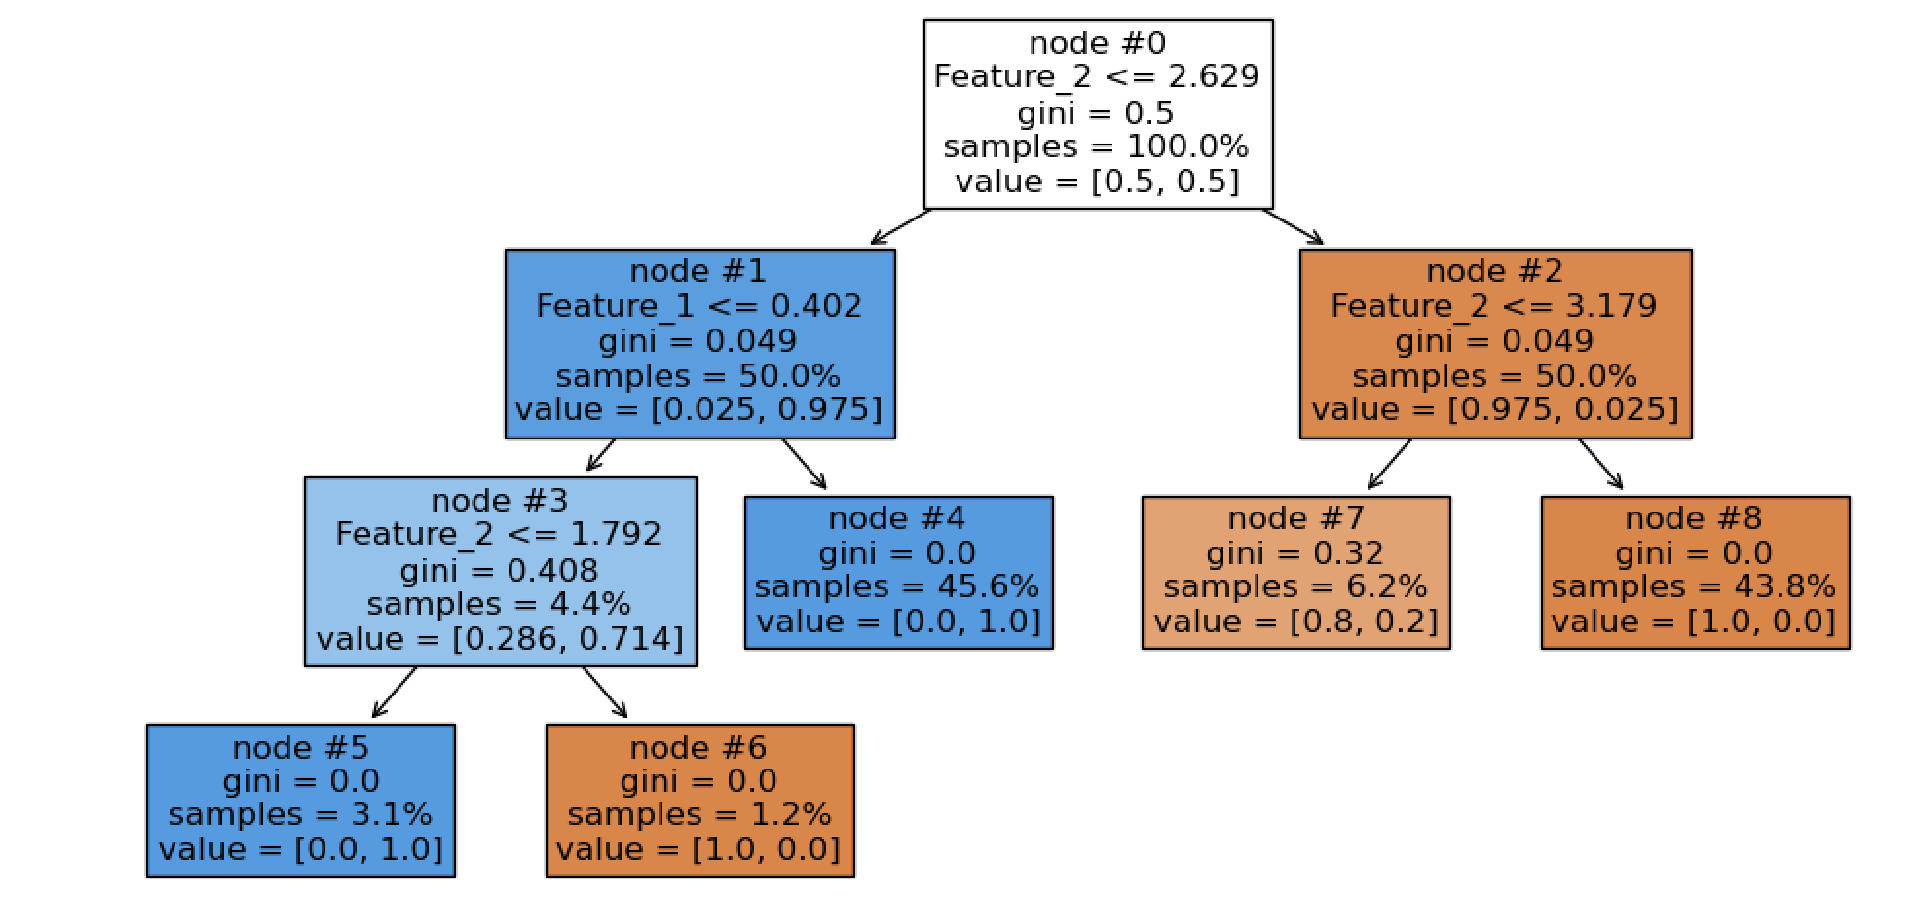 node #0
Feature_2 <= 2.629
gini = 0.5
samples = 100.0%
value = [0.5, 0.5]
node #1
Feature_1 <= 0.402
gini = 0.049
samples = 50.0%
value = [0.025, 0.975]
node #2
Feature_2 <= 3.179
gini = 0.049
samples = 50.0%
value = [0.975, 0.025]
node #3
Feature_2 <= 1.792
gini = 0.408
samples = 4.4%
value = [0.286, 0.714]
node #4
gini = 0.0
samples = 45.6%
value = [0.0, 1.0]
node #7
gini = 0.32
samples = 6.2%
value = [0.8, 0.2]
node #8
gini = 0.0
samples = 43.8%
value = [1.0, 0.0]
node #5
gini = 0.0
samples = 3.1%
value = [0.0, 1.0]
node #6
gini = 0.0
samples = 1.2%
value = [1.0, 0.0]